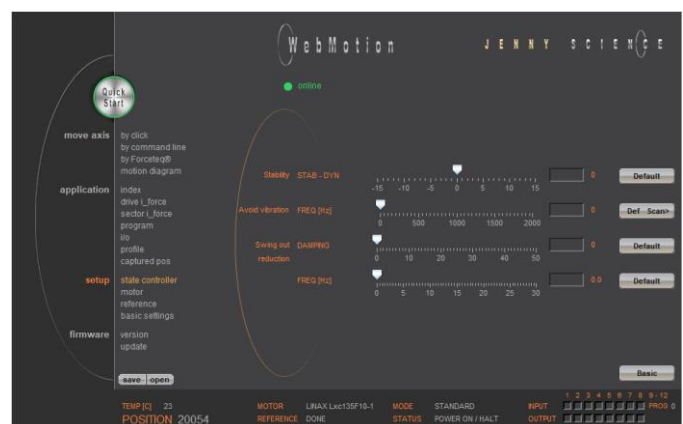 WebMotion
JENNY SCIENCE
Quick
Start
online
move axis
by click
by command line
by Forceteq®
motion diagram
application
index
drive i_force
sector i_force
program
i/o
profile
captured pos
setup
state controller
motor
reference
basic settings
firmware
version
update
save open
Stability STAB - DYN 0 Default
-15 -10 -5 0 5 10 15
Avoid vibration FREQ [Hz] 0 Def Scan>
0 500 1000 1500 2000
Swing out DAMPING 0 Default
reduction
0 10 20 30 40 50
FREQ [Hz] 0.0 Default
0 5 10 15 20 25 30
Basic
1 2 3 4 5 6 7 8 9 - 12
TEMP [C] 23 MOTOR LINAX Lxc135F10-1 MODE STANDARD INPUT PROG 0
POSITION 20054 REFERENCE DONE STATUS POWER ON / HALT OUTPUT